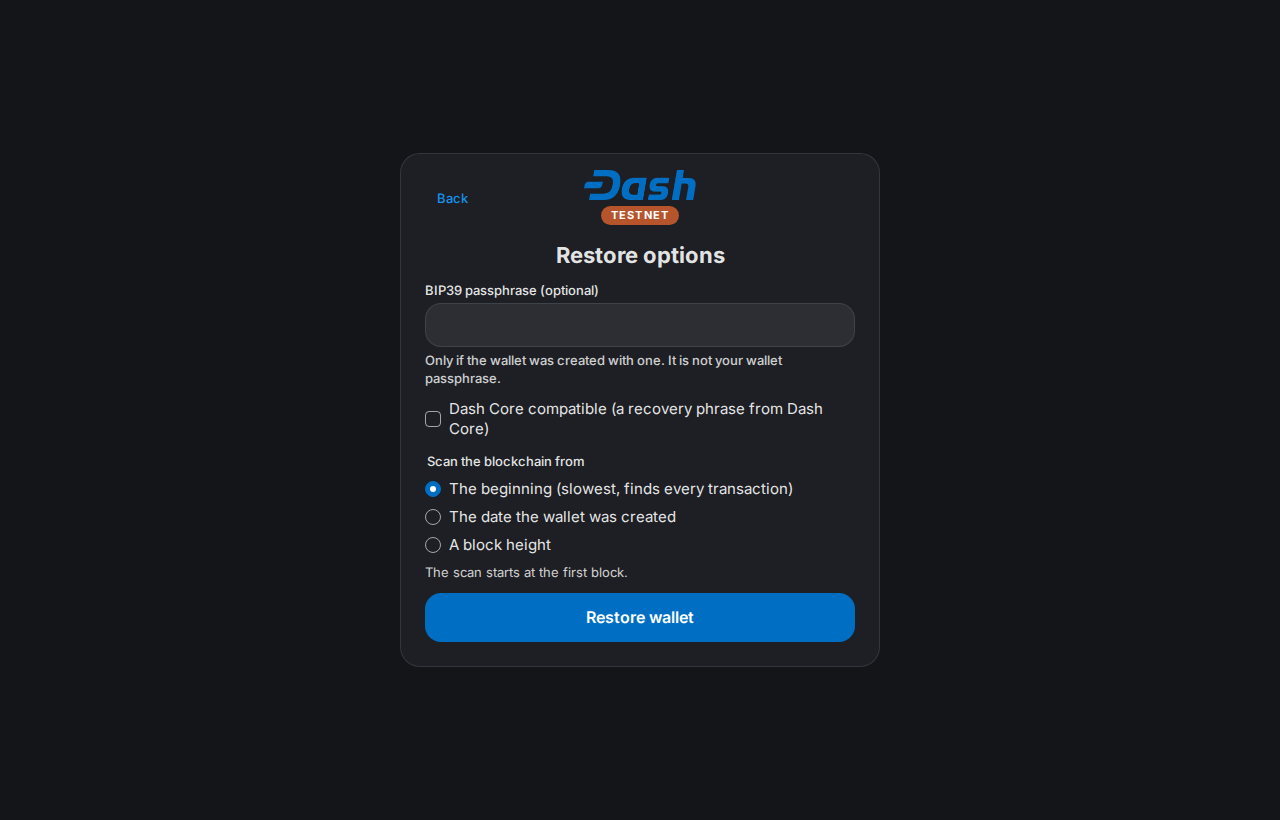 Back
Dash
TESTNET
Restore options
BIP39 passphrase (optional)
Only if the wallet was created with one. It is not your wallet
passphrase.
Dash Core compatible (a recovery phrase from Dash
Core)
Scan the blockchain from
The beginning (slowest, finds every transaction)
The date the wallet was created
A block height
The scan starts at the first block.
Restore wallet